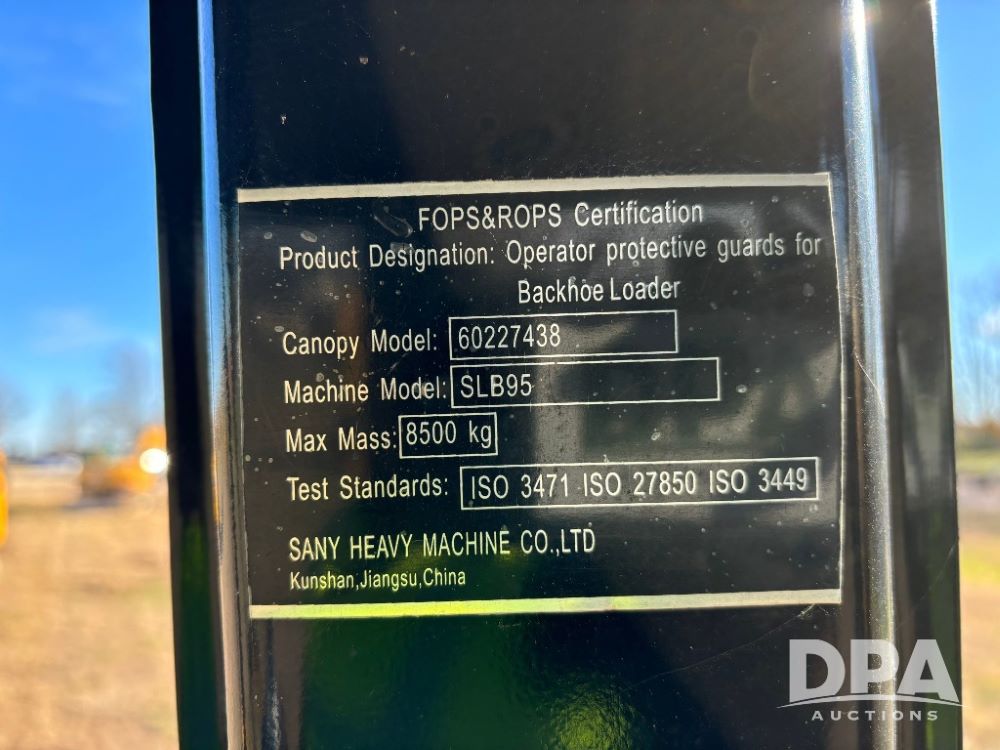 FOPS&ROPS Certification
Product Designation: Operator protective guards for
Backhoe Loader
Canopy Model: 60227438
Machine Model: SLB95
Max Mass: 8500 kg
Test Standards: ISO 3471 ISO 27850 ISO 3449
SANY HEAVY MACHINE CO.,LTD
Kunshan,Jiangsu,China
DPA
AUCTIONS